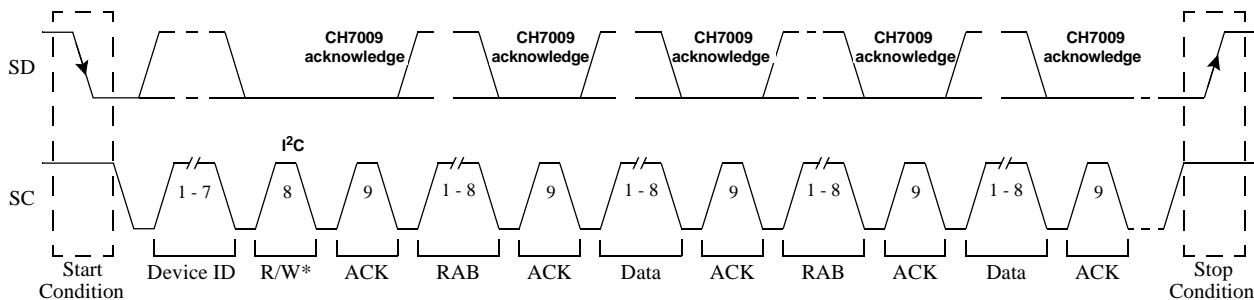 CH7009 acknowledge
CH7009 acknowledge
CH7009 acknowledge
CH7009 acknowledge
CH7009 acknowledge
SD
I²C
SC
1 - 7
8
9
1 - 8
9
1 - 8
9
1 - 8
9
1 - 8
9
Start Condition
Device ID
R/W*
ACK
RAB
ACK
Data
ACK
RAB
ACK
Data
ACK
Stop Condition